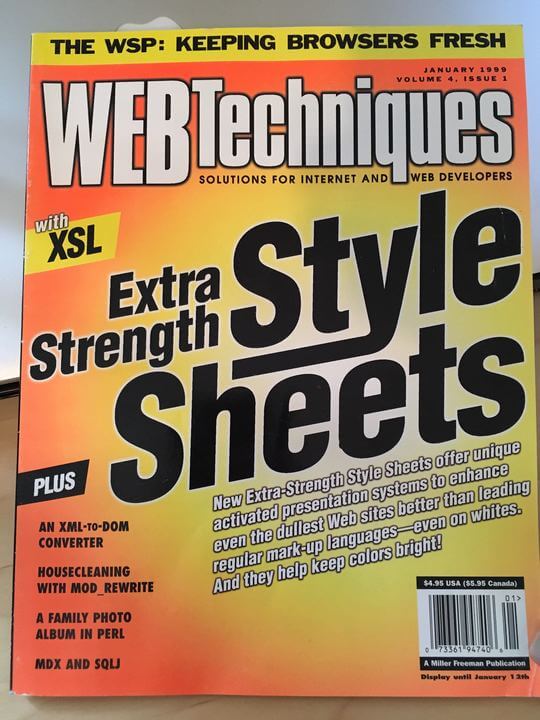 THE WSP: KEEPING BROWSERS FRESH
JANUARY 1999
VOLUME 4, ISSUE 1
WEBTechniques
SOLUTIONS FOR INTERNET AND WEB DEVELOPERS
with
XSL
Extra
Strength
Style
Sheets
New Extra-Strength Style Sheets offer unique
activated presentation systems to enhance
even the dullest Web sites better than leading
regular mark-up languages—even on whites.
And they help keep colors bright!
PLUS
AN XML-TO-DOM
CONVERTER
HOUSECLEANING
WITH MOD_REWRITE
A FAMILY PHOTO
ALBUM IN PERL
MDX AND SQLJ
$4.95 USA ($5.95 Canada)
01>
0 73361 94740 6
A Miller Freeman Publication
Display until January 12th